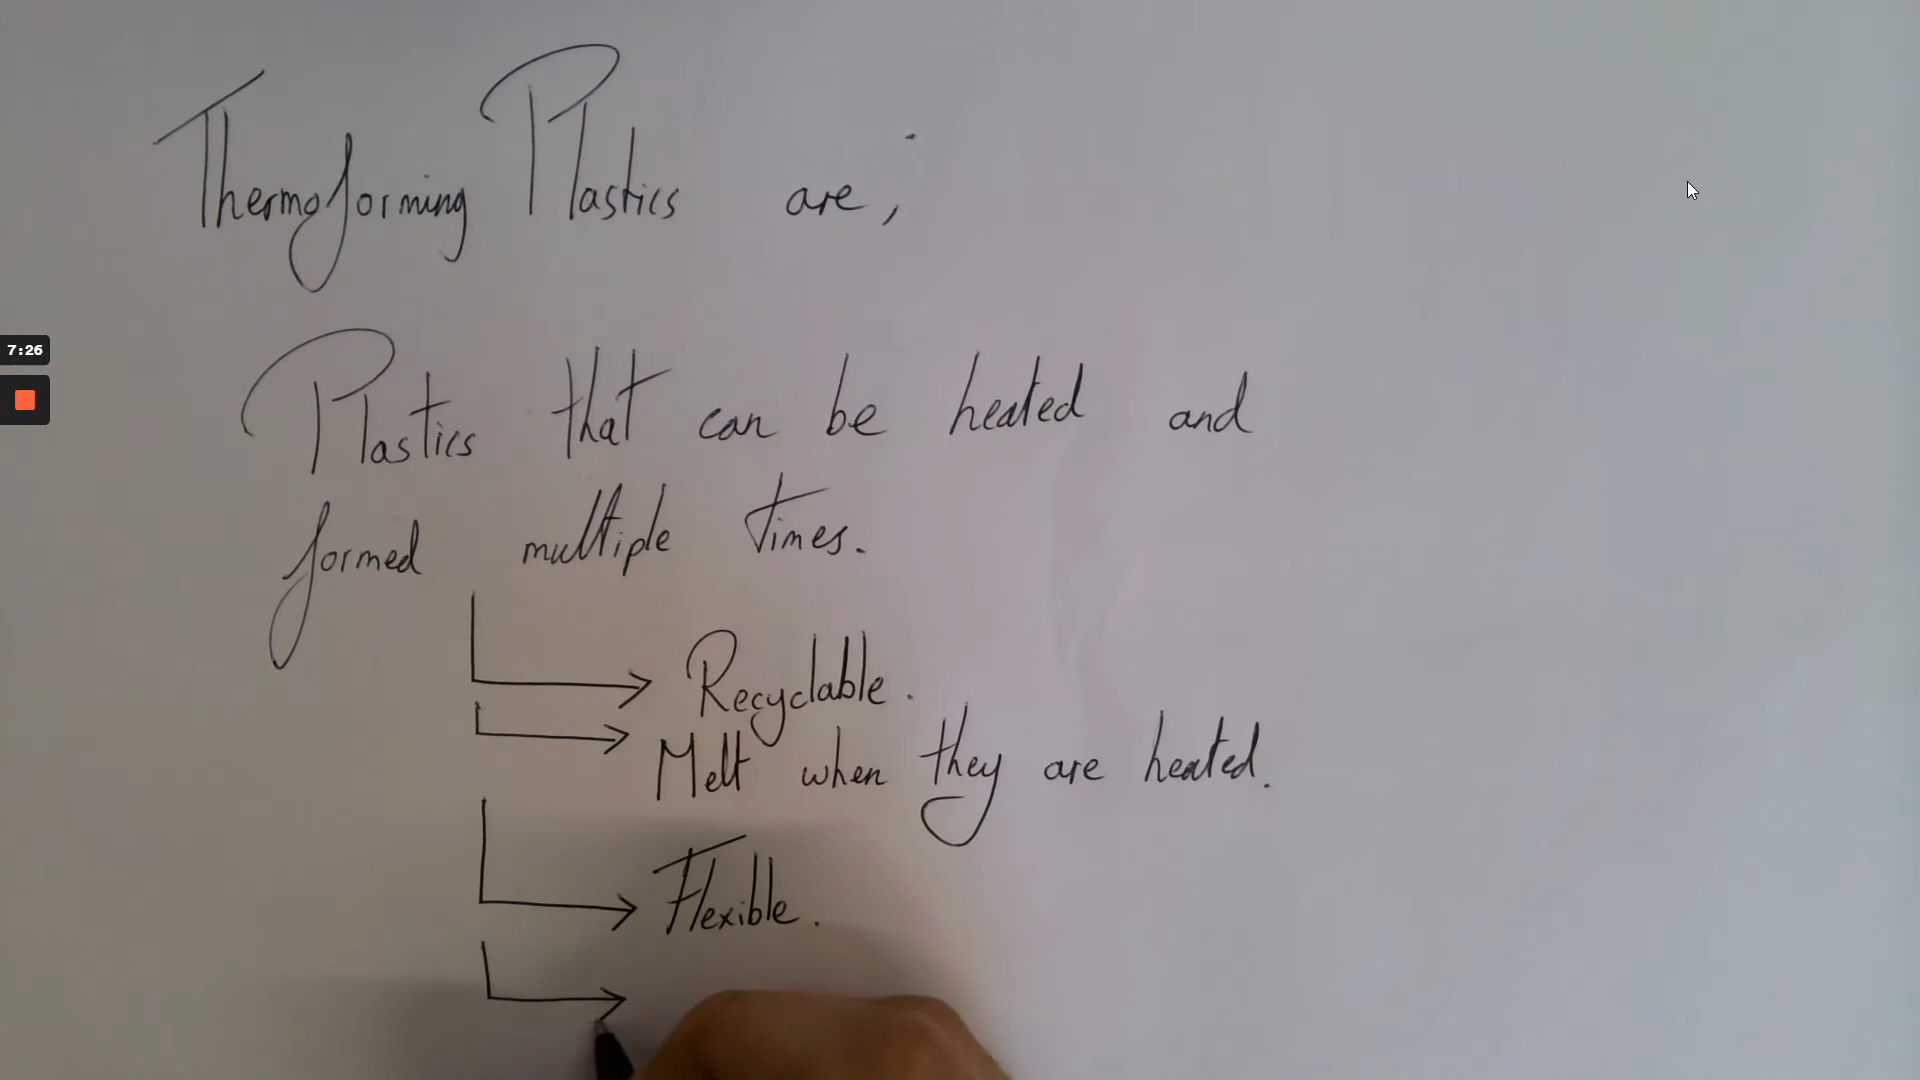 Thermoforming Plastics are;
7:26
Plastics that can be heated and
formed multiple times.
Recyclable.
Melt when they are heated.
Flexible.